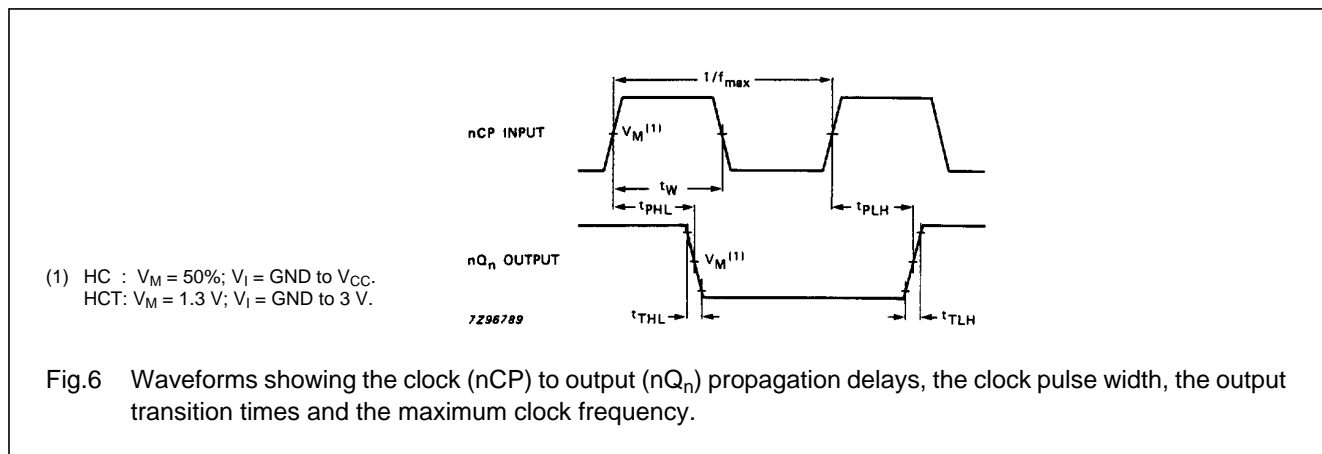 1/fmax
nCP INPUT
VM(1)
tW
tPHL
tPLH
nQn OUTPUT
VM(1)
(1) HC : VM = 50%; VI = GND to VCC.
HCT: VM = 1.3 V; VI = GND to 3 V.
7Z96789
tTHL
tTLH
Fig.6 Waveforms showing the clock (nCP) to output (nQn) propagation delays, the clock pulse width, the output
transition times and the maximum clock frequency.